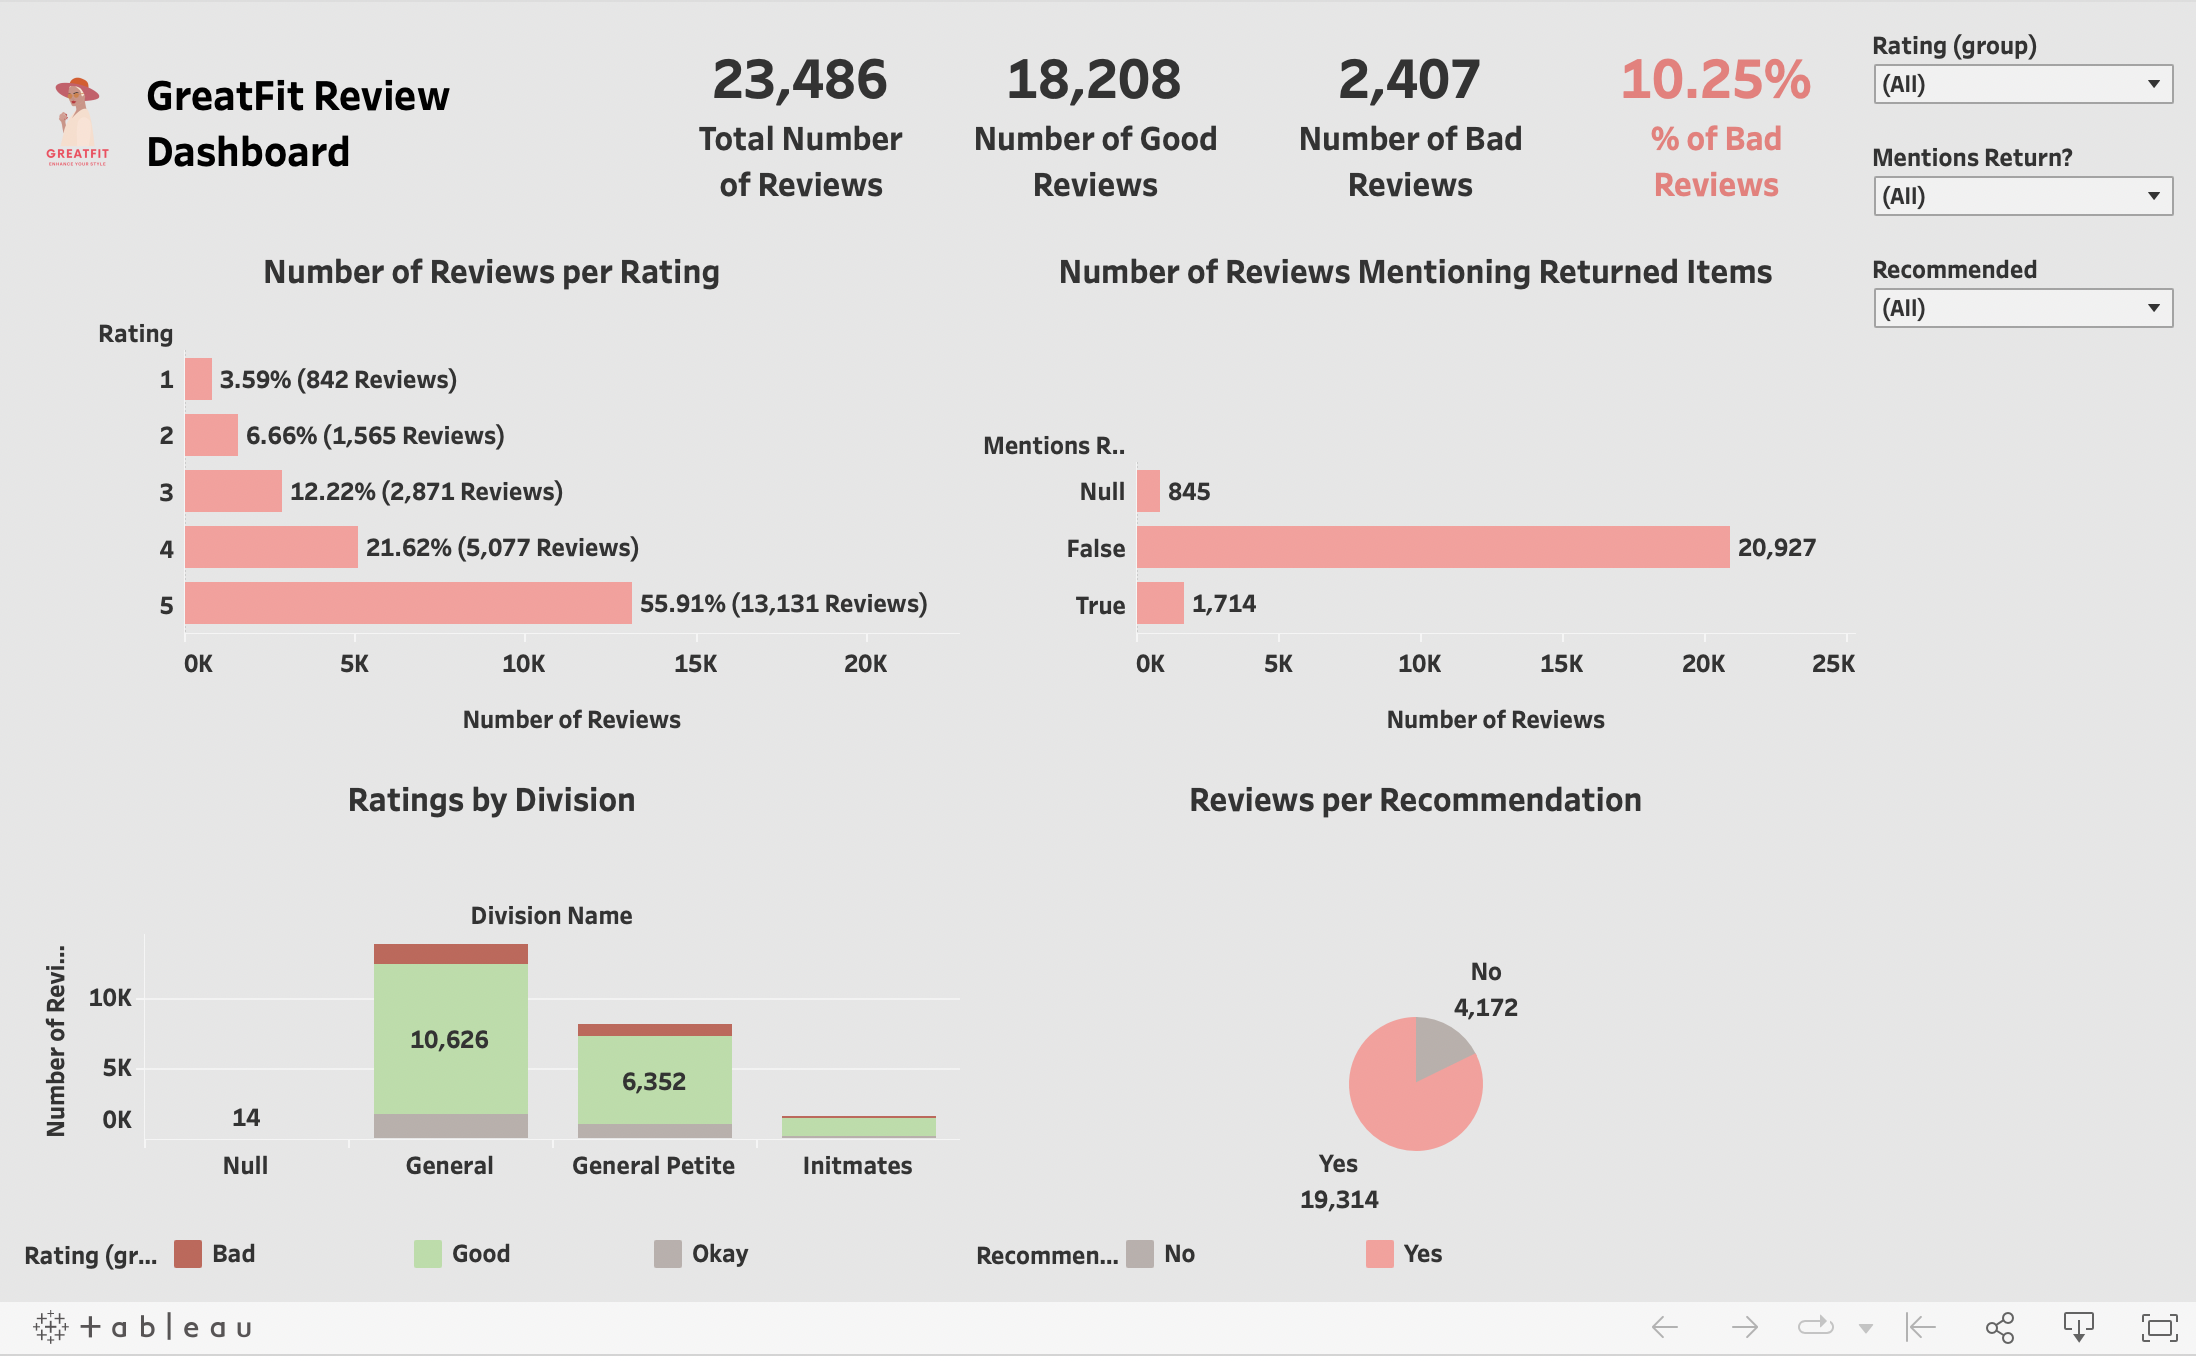 GreatFit Review
Dashboard
GREATFIT
ENHANCE YOUR STYLE
23,486
Total Number
of Reviews
18,208
Number of Good
Reviews
2,407
Number of Bad
Reviews
10.25%
% of Bad
Reviews
Rating (group)
(All)
Mentions Return?
(All)
Recommended
(All)
Number of Reviews per Rating
Rating
1 3.59% (842 Reviews)
2 6.66% (1,565 Reviews)
3 12.22% (2,871 Reviews)
4 21.62% (5,077 Reviews)
5 55.91% (13,131 Reviews)
0K 5K 10K 15K 20K
Number of Reviews
Number of Reviews Mentioning Returned Items
Mentions R..
Null 845
False 20,927
True 1,714
0K 5K 10K 15K 20K 25K
Number of Reviews
Ratings by Division
Division Name
Number of Revi...
10K
5K
0K
14
10,626
6,352
Null General General Petite Initmates
Rating (gr... Bad Good Okay
Reviews per Recommendation
No
4,172
Yes
19,314
Recommen... No Yes
+ableau